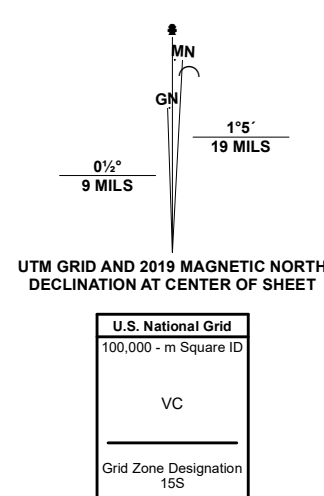 MN
GN
1°5´
19 MILS
0½°
9 MILS
UTM GRID AND 2019 MAGNETIC NORTH
DECLINATION AT CENTER OF SHEET
U.S. National Grid
100,000 - m Square ID
VC
Grid Zone Designation
15S